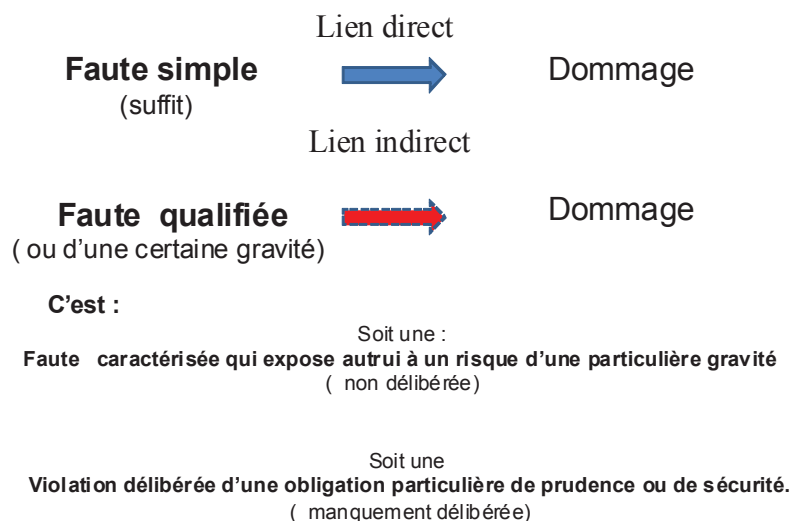 Lien direct
Faute simple Dommage
(suffit)
Lien indirect
Faute qualifiée Dommage
( ou d'une certaine gravité)
C'est :
Soit une :
Faute caractérisée qui expose autrui à un risque d'une particulière gravité
( non délibérée)
Soit une
Violation délibérée d'une obligation particulière de prudence ou de sécurité.
( manquement délibérée)